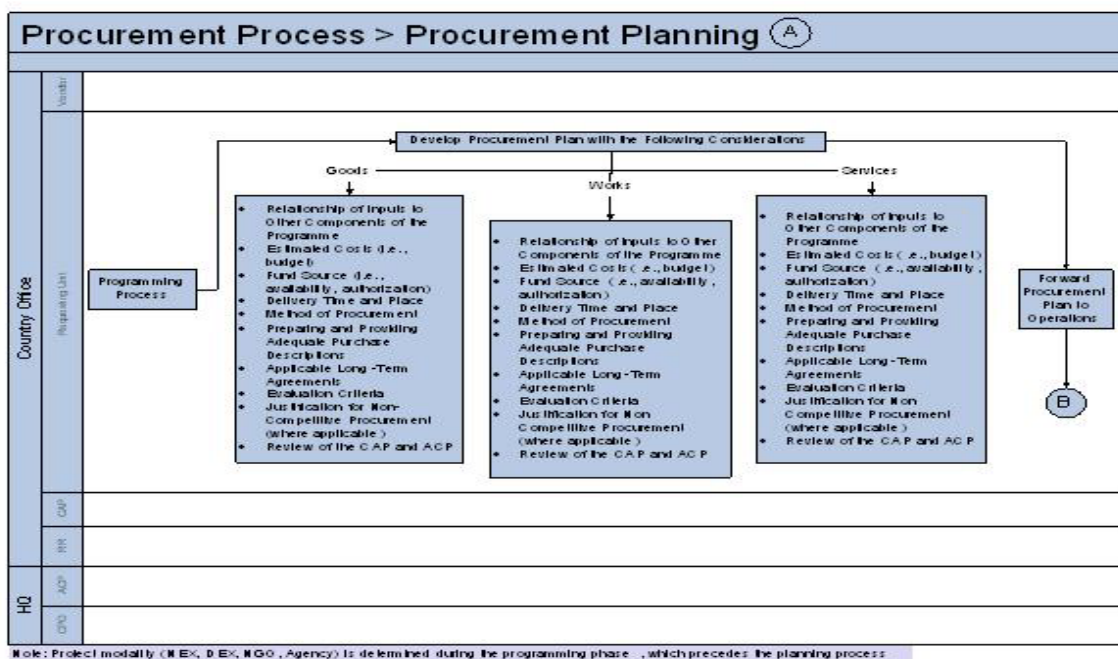 Procurement Process > Procurement Planning A
Vendor
Develop Procurement Plan with the Following Considerations
Goods
Works
Services
Country Office
Requesting Unit
Programming
Process
• Relationship of Inputs to
Other Components of the
Programme
• Estimated Costs (i.e.,
budget)
• Fund Source (i.e.,
availability, authorization)
• Delivery Time and Place
• Method of Procurement
• Preparing and Providing
Adequate Purchase
Descriptions
• Applicable Long-Term
Agreements
• Evaluation Criteria
• Justification for Non-
Competitive Procurement
(where applicable)
• Review of the CAP and ACP
• Relationship of Inputs to Other
Components of the Programme
• Estimated Costs (i.e., budget)
• Fund Source (i.e., availability,
authorization)
• Delivery Time and Place
• Method of Procurement
• Preparing and Providing
Adequate Purchase
Descriptions
• Applicable Long-Term
Agreements
• Evaluation Criteria
• Justification for Non
Competitive Procurement
(where applicable)
• Review of the CAP and ACP
• Relationship of Inputs to
Other Components of the
Programme
• Estimated Costs (i.e., budget)
• Fund Source (i.e., availability,
authorization)
• Delivery Time and Place
• Method of Procurement
• Preparing and Providing
Adequate Purchase
Descriptions
• Applicable Long-Term
Agreements
• Evaluation Criteria
• Justification for Non
Competitive Procurement
(where applicable)
• Review of the CAP and ACP
Forward
Procurement
Plan to
Operations
B
CAP
RR
HQ
ACP
CPO
Note: Project modality (NEX, DEX, NGO, Agency) is determined during the programming phase, which precedes the planning process